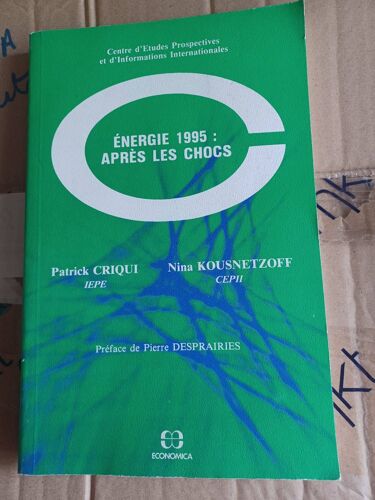 Centre d'Etudes Prospectives
et d'Informations Internationales
ÉNERGIE 1995 :
APRÈS LES CHOCS
Patrick CRIQUI Nina KOUSNETZOFF
IEPE CEPII
Préface de Pierre DESPRAIRIES
ECONOMICA